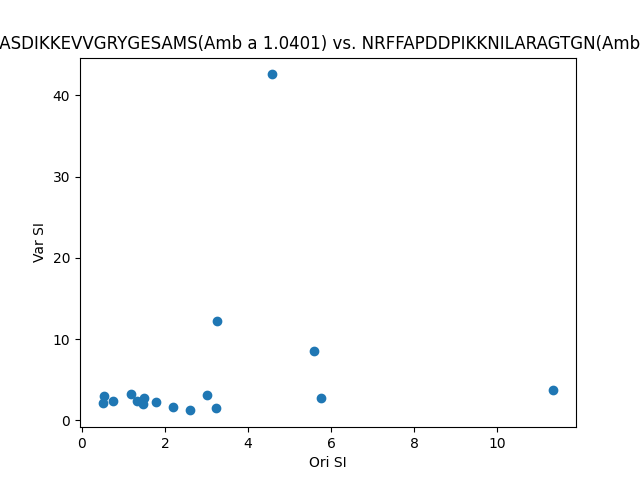 ASDIKKEVVGRYGESAMS(Amb a 1.0401) vs. NRFFAPDDPIKKNILARAGTGN(Amb
40
30
20
10
0
Var SI
0 2 4 6 8 10
Ori SI